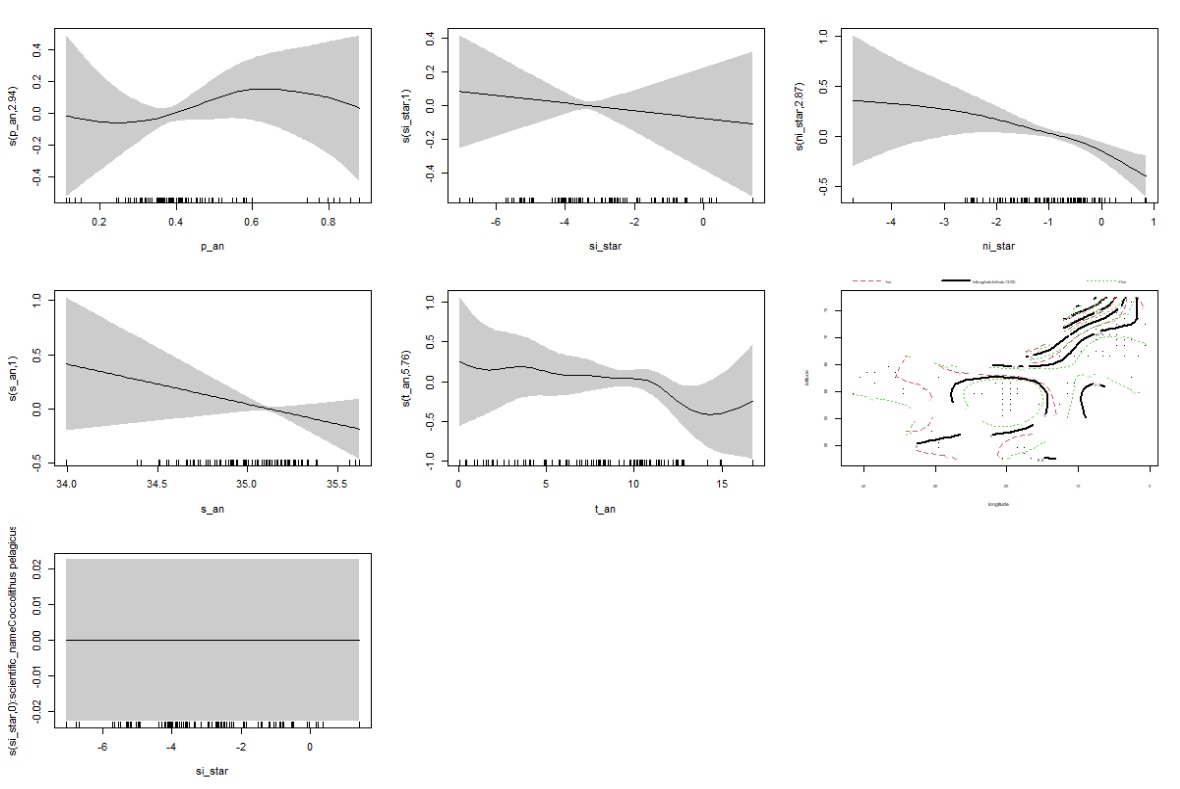 s(p_an,2.94)
0.4
0.2
0.0
-0.2
-0.4
0.2 0.4 0.6 0.8
p_an
s(si_star,1)
0.4
0.2
0.0
-0.2
-0.4
-6 -4 -2 0
si_star
s(ni_star,2.87)
1.0
0.5
0.0
-0.5
-4 -3 -2 -1 0 1
ni_star
s(s_an,1)
1.0
0.5
0.0
-0.5
34.0 34.5 35.0 35.5
s_an
s(t_an,5.76)
1.0
0.5
0.0
-0.5
-1.0
0 5 10 15
t_an
latitude
longitude
s(si_star,0):scientific_nameCoccolithus pelagicus
0.02
0.01
0.00
-0.01
-0.02
-6 -4 -2 0
si_star